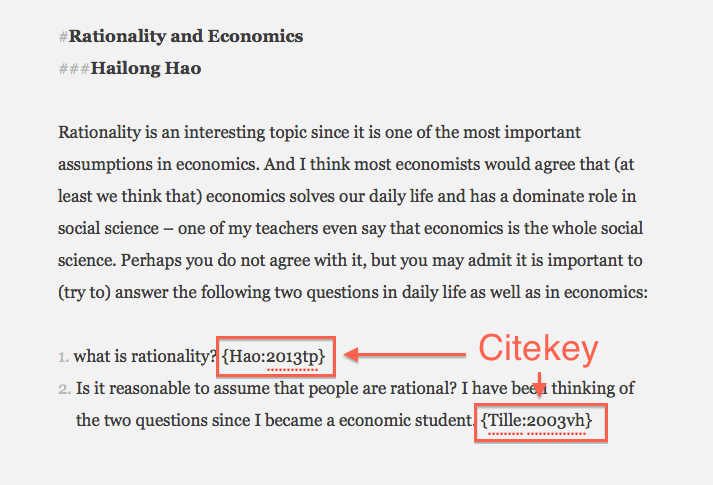 #Rationality and Economics
###Hailong Hao
Rationality is an interesting topic since it is one of the most important
assumptions in economics. And I think most economists would agree that (at
least we think that) economics solves our daily life and has a dominate role in
social science – one of my teachers even say that economics is the whole social
science. Perhaps you do not agree with it, but you may admit it is important to
(try to) answer the following two questions in daily life as well as in economics:
1. what is rationality? {Hao:2013tp}
Citekey
2. Is it reasonable to assume that people are rational? I have been thinking of
the two questions since I became a economic student. {Tille:2003vh}